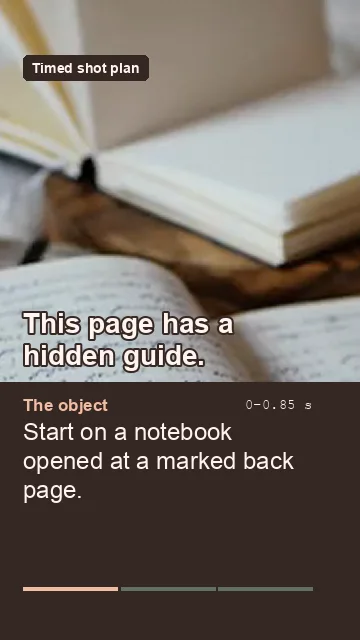 Timed shot plan
This page has a
hidden guide.
The object
0–0.85 s
Start on a notebook
opened at a marked back
page.